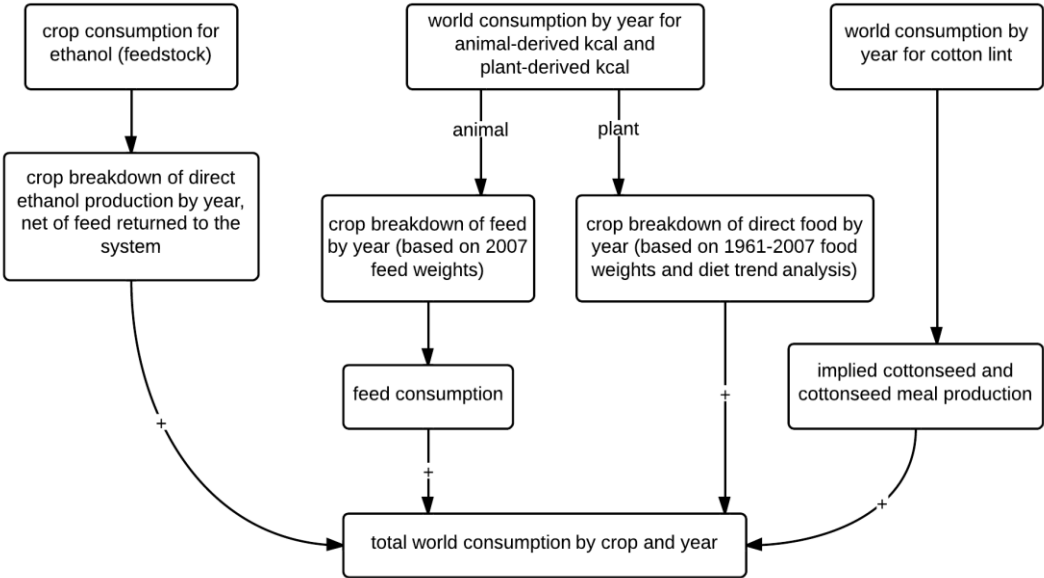 crop consumption for
ethanol (feedstock)
world consumption by year for
animal-derived kcal and
plant-derived kcal
world consumption by
year for cotton lint
animal
plant
crop breakdown of direct
ethanol production by year,
net of feed returned to the
system
crop breakdown of feed
by year (based on 2007
feed weights)
crop breakdown of direct food by
year (based on 1961-2007 food
weights and diet trend analysis)
feed consumption
implied cottonseed and
cottonseed meal production
+
+
+
+
total world consumption by crop and year